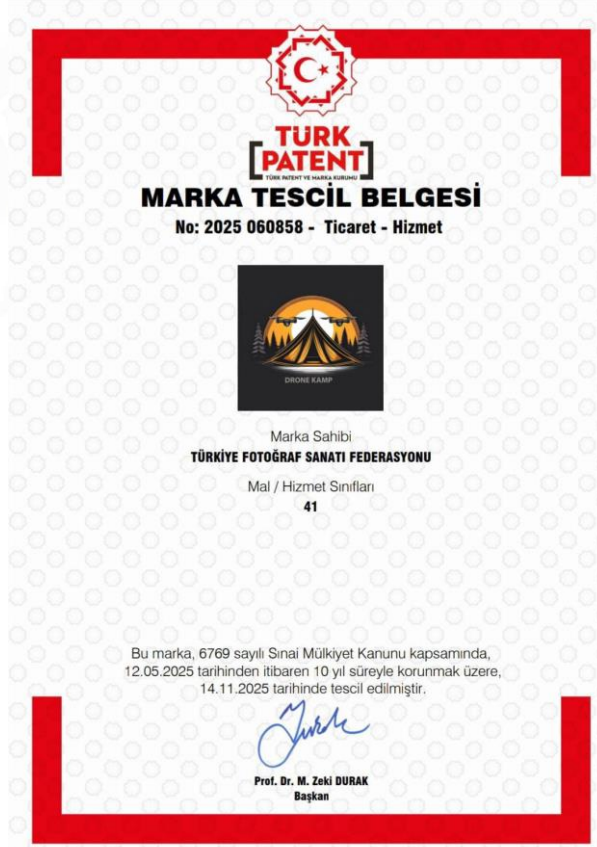 TÜRK
PATENT
TÜRK PATENT VE MARKA KURUMU
MARKA TESCİL BELGESİ
No: 2025 060858 - Ticaret - Hizmet
DRONE KAMP
Marka Sahibi
TÜRKİYE FOTOĞRAF SANATI FEDERASYONU
Mal / Hizmet Sınıfları
41
Bu marka, 6769 sayılı Sınai Mülkiyet Kanunu kapsamında,
12.05.2025 tarihinden itibaren 10 yıl süreyle korunmak üzere,
14.11.2025 tarihinde tescil edilmiştir.
Prof. Dr. M. Zeki DURAK
Başkan